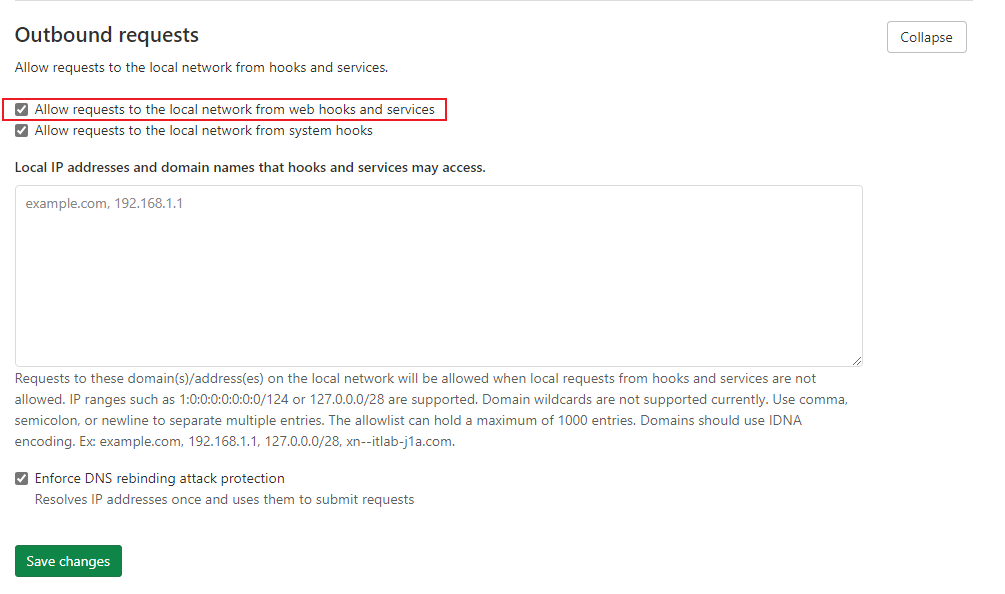 Outbound requests
Collapse
Allow requests to the local network from hooks and services.
Allow requests to the local network from web hooks and services
Allow requests to the local network from system hooks
Local IP addresses and domain names that hooks and services may access.
example.com, 192.168.1.1
Requests to these domain(s)/address(es) on the local network will be allowed when local requests from hooks and services are not
allowed. IP ranges such as 1:0:0:0:0:0:0:0/124 or 127.0.0.0/28 are supported. Domain wildcards are not supported currently. Use comma,
semicolon, or newline to separate multiple entries. The allowlist can hold a maximum of 1000 entries. Domains should use IDNA
encoding. Ex: example.com, 192.168.1.1, 127.0.0.0/28, xn--itlab-j1a.com.
Enforce DNS rebinding attack protection
Resolves IP addresses once and uses them to submit requests
Save changes